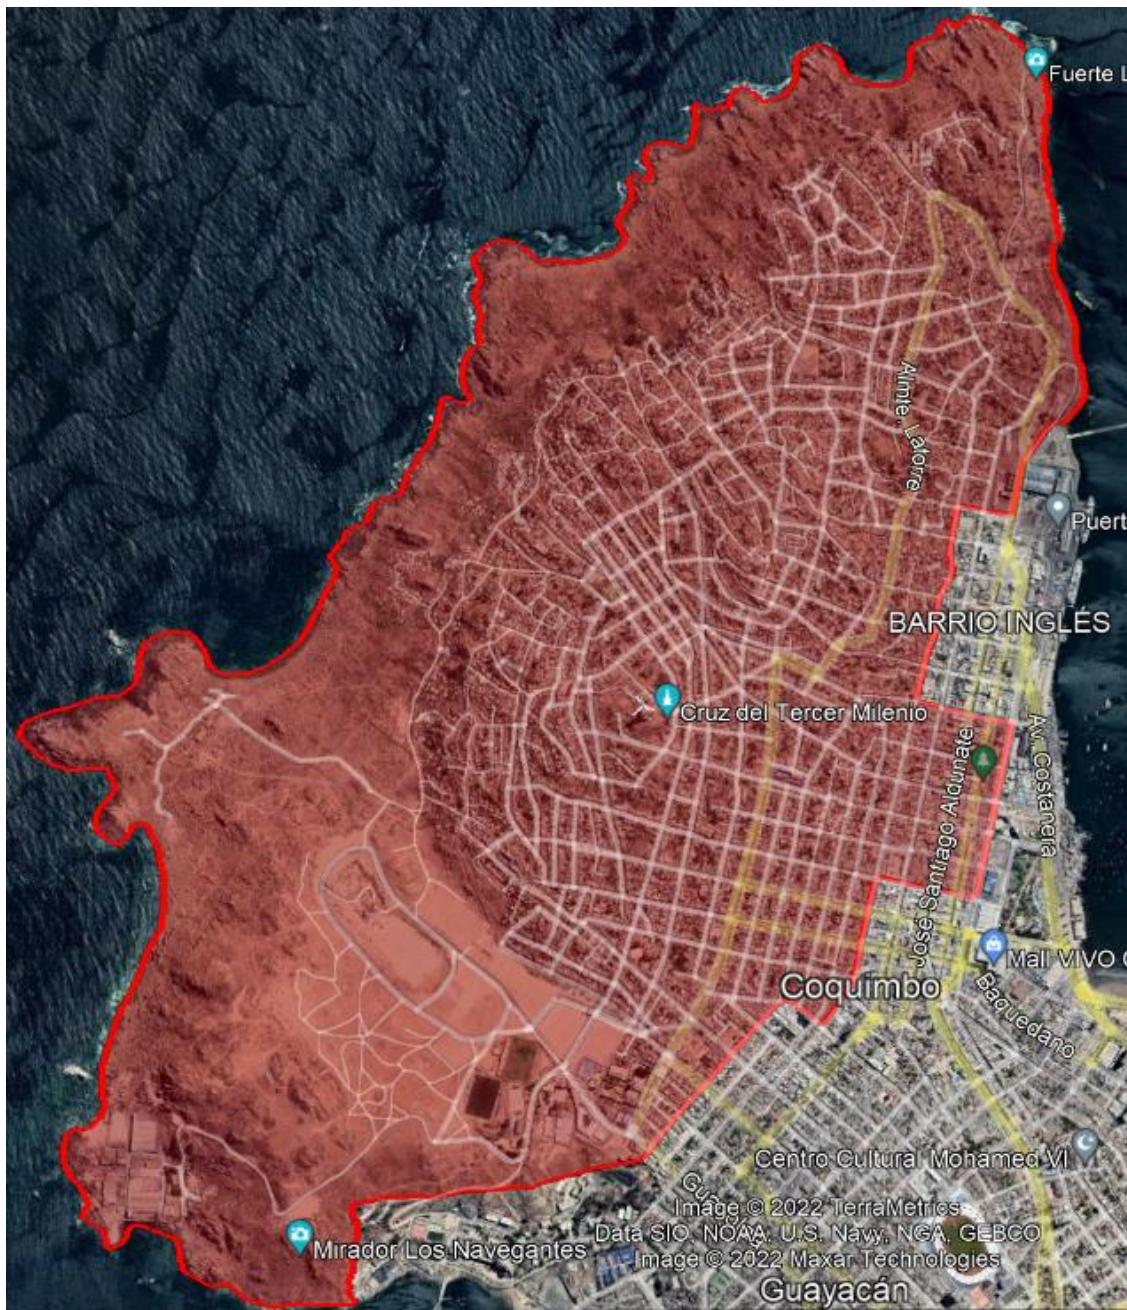 Fuerte L
Almte. Latorre
Puert
BARRIO INGLÉS
Cruz del Tercer Milenio
Av. Costanera
José Santiago Aldunate
Mall VIVO C
Coquimbo
Baquedano
Centro Cultural Mohamed VI
Image © 2022 TerraMetrics
Data SIO, NOAA, U.S. Navy, NGA, GEBCO
Mirador Los Navegantes
Image © 2022 Maxar Technologies
Guayacán